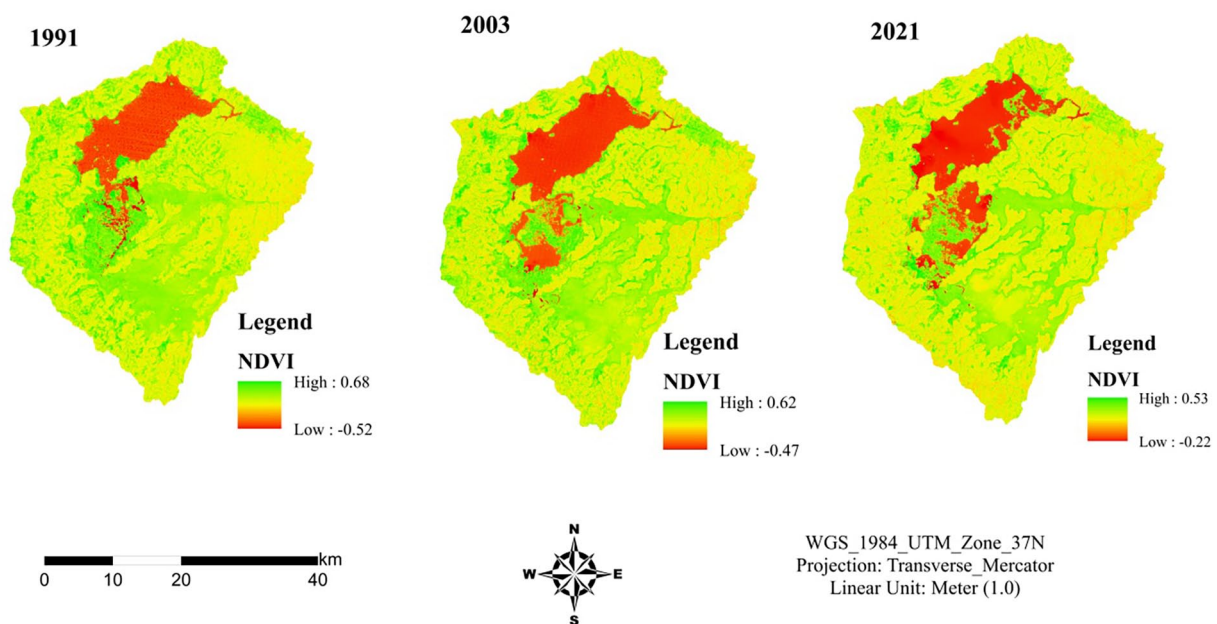 1991
2003
2021
Legend
NDVI
High : 0.68
Low : -0.52
Legend
NDVI
High : 0.62
Low : -0.47
Legend
NDVI
High : 0.53
Low : -0.22
km
0 10 20 40
N
W E
S
WGS_1984_UTM_Zone_37N
Projection: Transverse_Mercator
Linear Unit: Meter (1.0)